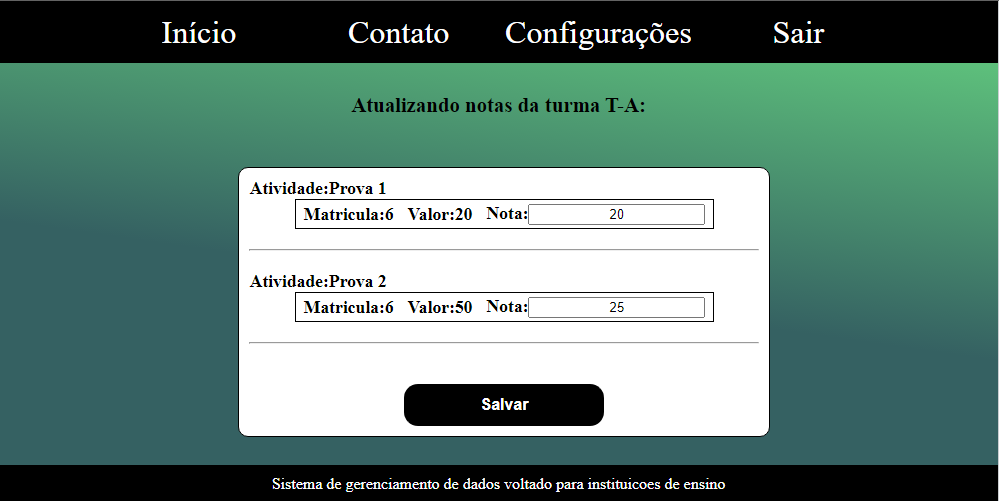 Início Contato Configurações Sair
Atualizando notas da turma T-A:
Atividade:Prova 1
Matricula:6 Valor:20 Nota: 20
Atividade:Prova 2
Matricula:6 Valor:50 Nota: 25
Salvar
Sistema de gerenciamento de dados voltado para instituicoes de ensino